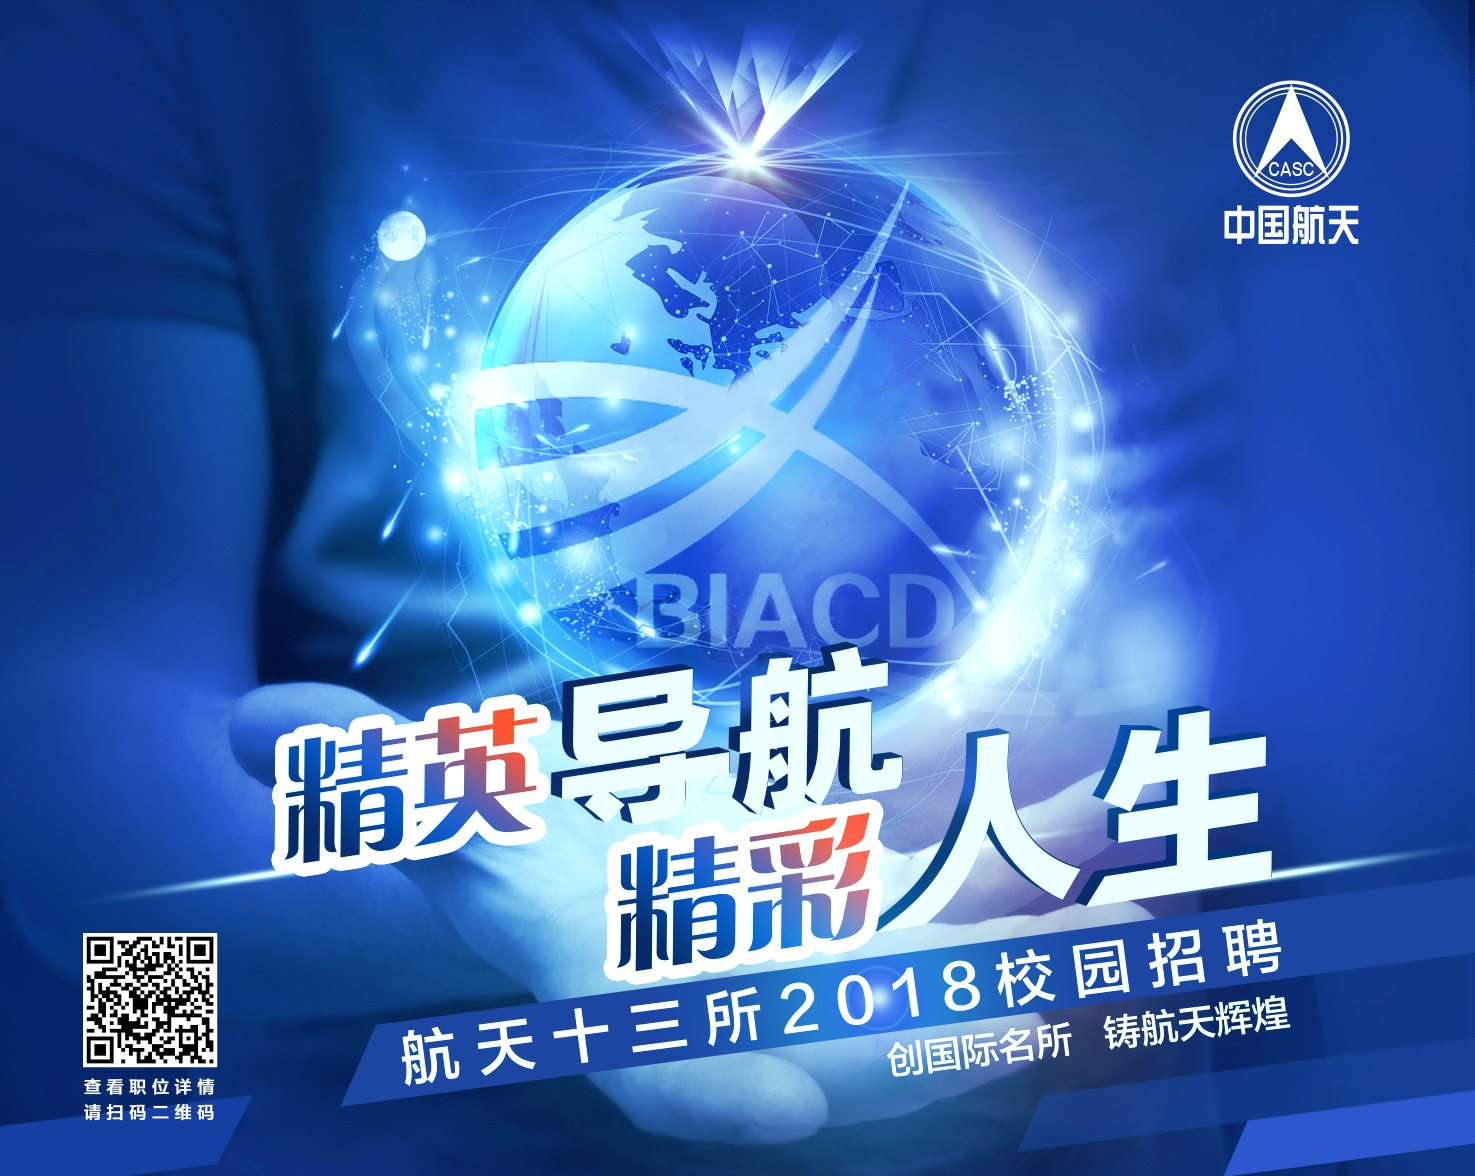 CASC
中国航天
BIACD
精英导航
精彩人生
航天十三所2018校园招聘
创国际名所 铸航天辉煌
查看职位详情
请扫码二维码